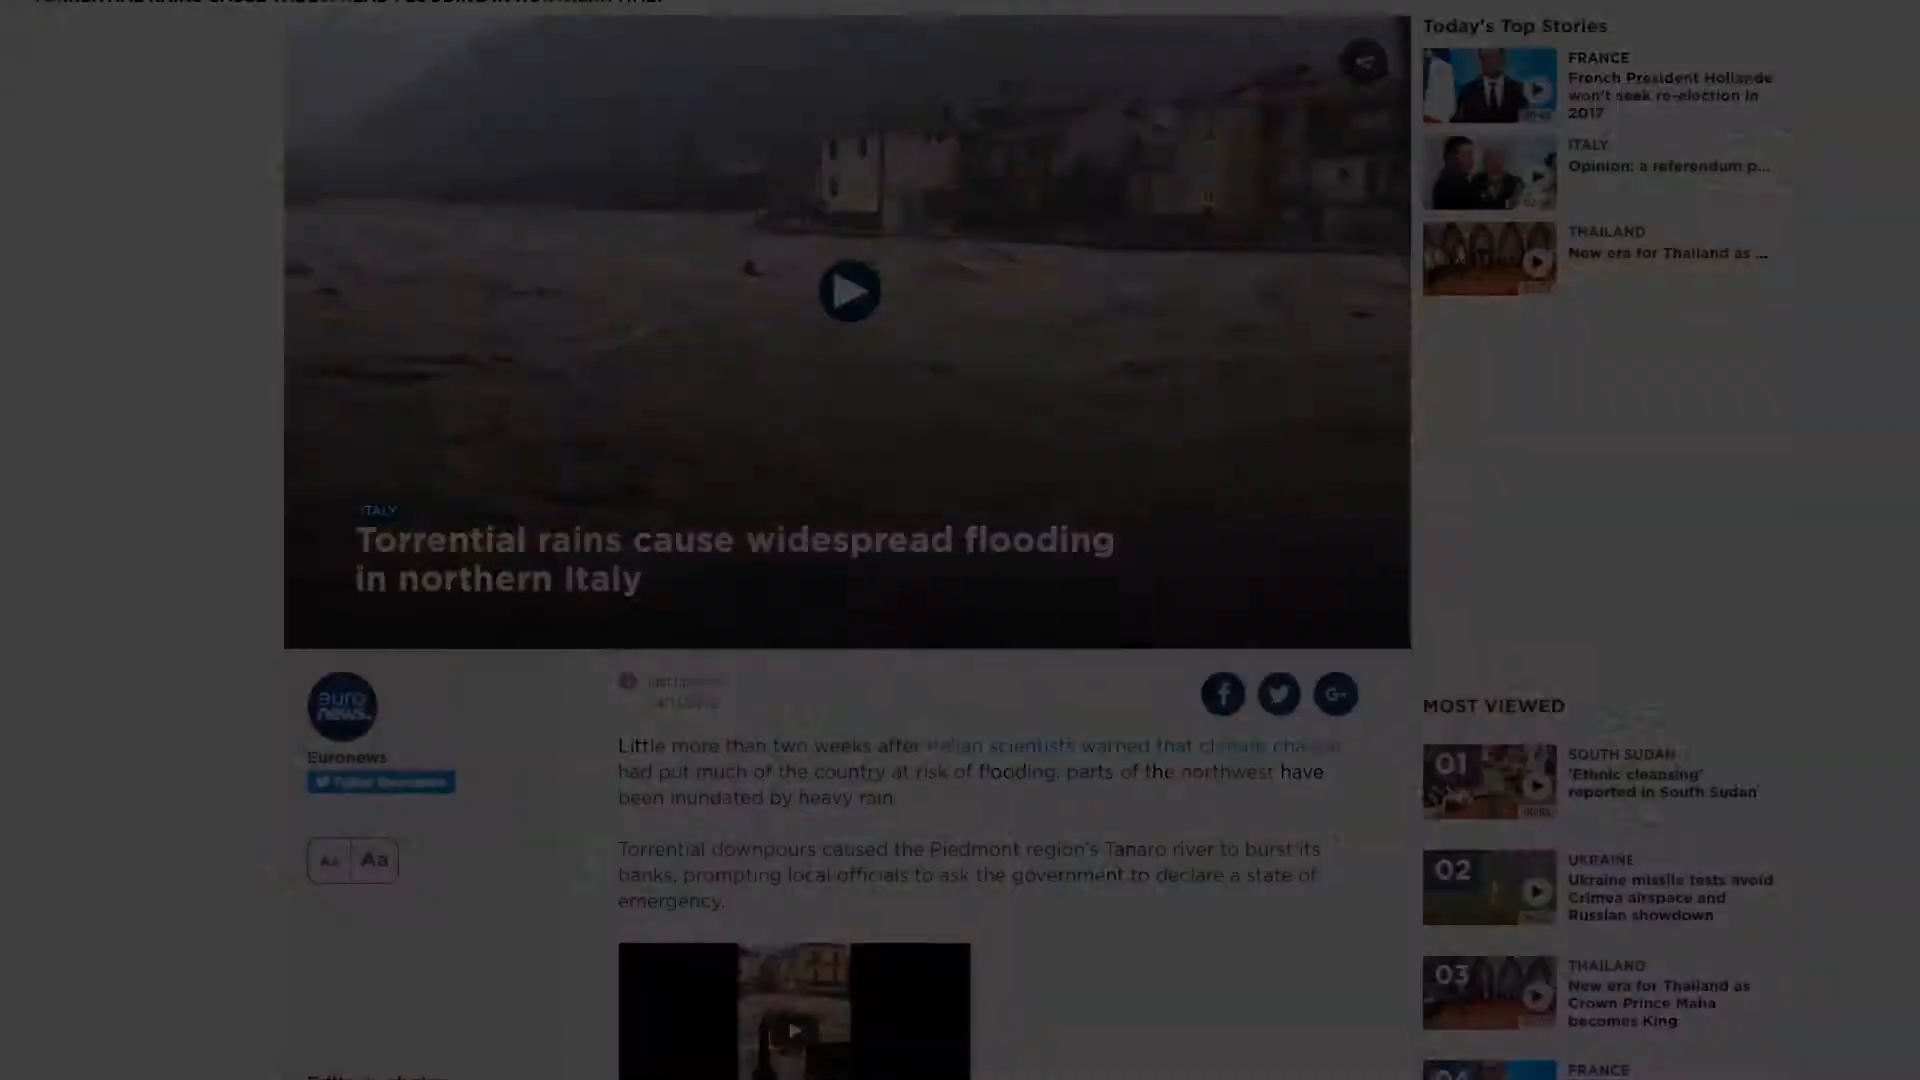 Today's Top Stories
FRANCE
French President Hollande
won't seek re-election in
2017
ITALY
Opinion: a referendum p...
THAILAND
New era for Thailand as ...
ITALY
Torrential rains cause widespread flooding
in northern Italy
euro
news.
Euronews
Follow
Aa Aa
Little more than two weeks after Italian scientists warned that climate change
had put much of the country at risk of flooding, parts of the northwest have
been inundated by heavy rain.
Torrential downpours caused the Piedmont region's Tanaro river to burst its
banks, prompting local officials to ask the government to declare a state of
emergency.
MOST VIEWED
01
SOUTH SUDAN
'Ethnic cleansing'
reported in South Sudan
02
UKRAINE
Ukraine missile tests avoid
Crimea airspace and
Russian showdown
03
THAILAND
New era for Thailand as
Crown Prince Maha
becomes King
04
FRANCE